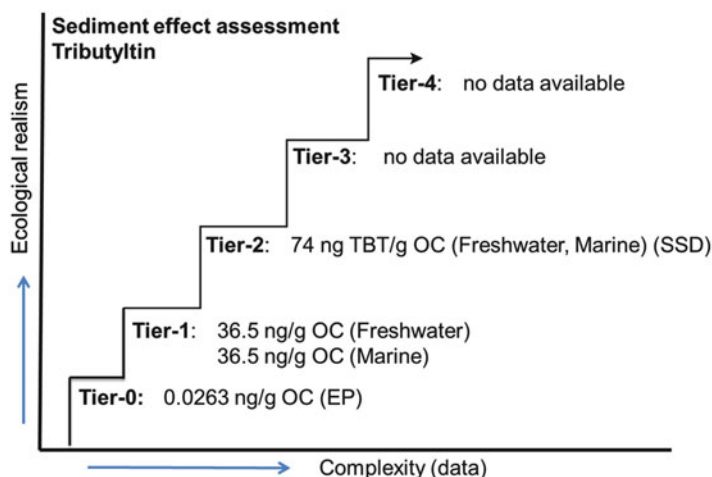 Sediment effect assessment
Tributyltin
Tier-4: no data available
Tier-3: no data available
Tier-2: 74 ng TBT/g OC (Freshwater, Marine) (SSD)
Tier-1: 36.5 ng/g OC (Freshwater)
36.5 ng/g OC (Marine)
Tier-0: 0.0263 ng/g OC (EP)
Ecological realism
Complexity (data)